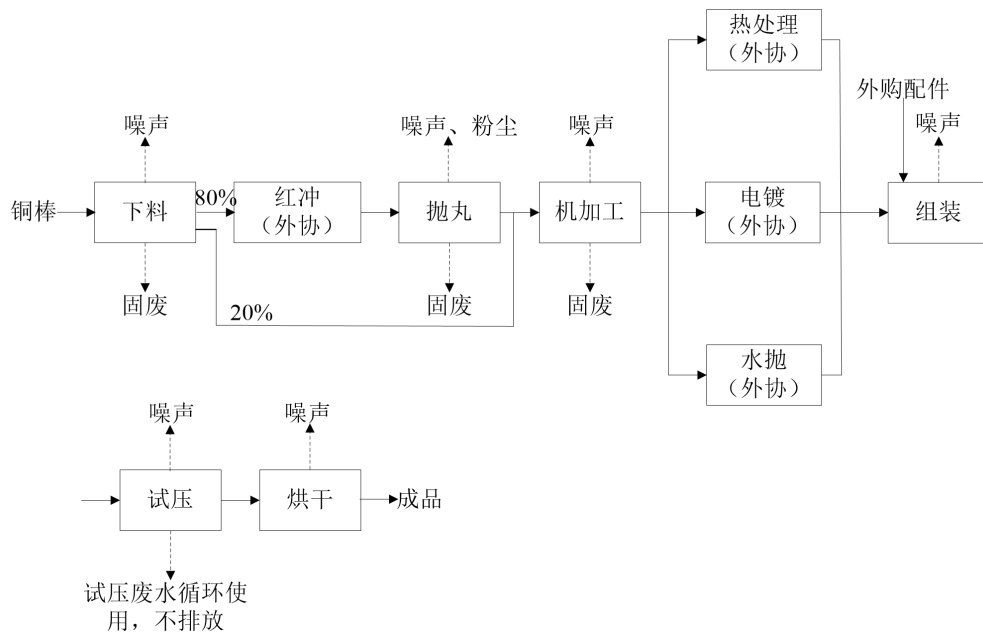 热处理
（外协）
外购配件
噪声
噪声、粉尘
噪声
噪声
铜棒
下料
80%
红冲
（外协）
抛丸
机加工
电镀
（外协）
组装
固废
20%
固废
固废
水抛
（外协）
噪声
噪声
试压
烘干
成品
试压废水循环使
用，不排放